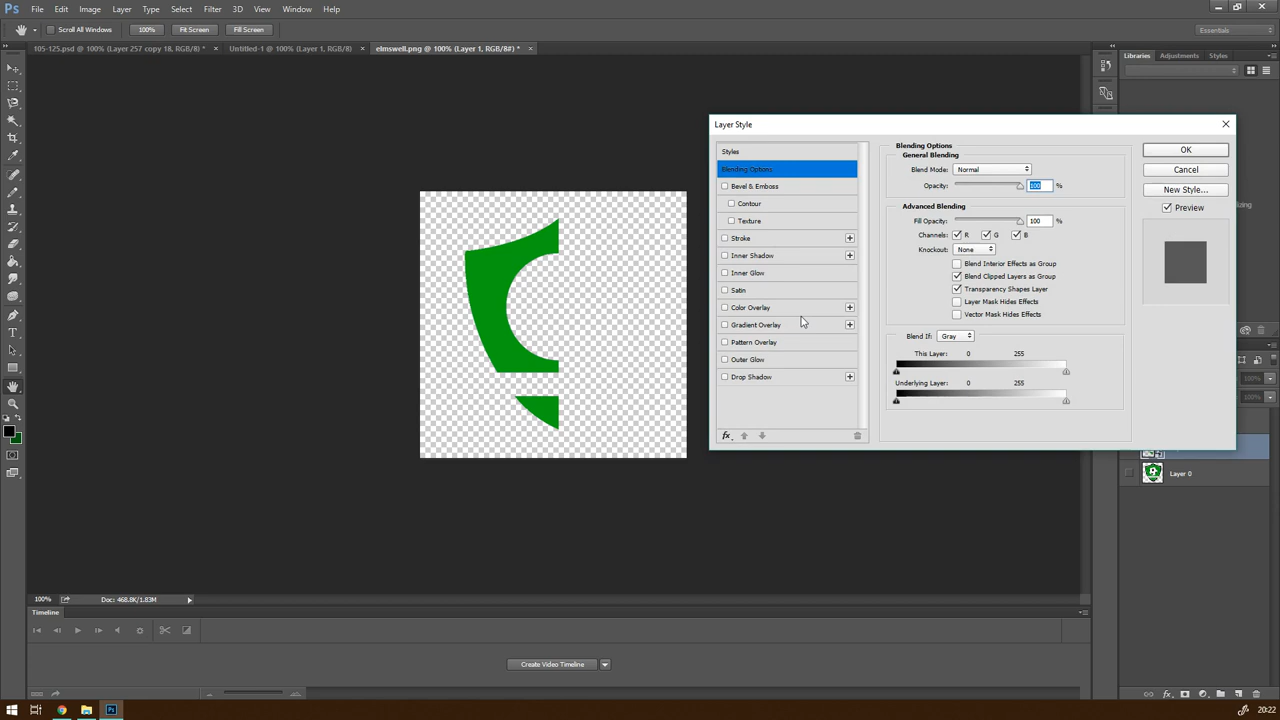 Ps File Edit Image Layer Type Select Filter 3D View Window Help
Scroll All Windows 100% Fit Screen Fill Screen Essentials
105-125.psd @ 100% (Layer 257 copy 18, RGB/8) * × Untitled-1 @ 100% (Layer 1, RGB/8) × elmswell.png @ 100% (Layer 1, RGB/8#) * ×
Libraries Adjustments Styles
Layer Style
Styles
Blending Options
Bevel & Emboss
Contour
Texture
Stroke
Inner Shadow
Inner Glow
Satin
Color Overlay
Gradient Overlay
Pattern Overlay
Outer Glow
Drop Shadow
fx
Blending Options
General Blending
Blend Mode: Normal
Opacity: 100 %
Advanced Blending
Fill Opacity: 100 %
Channels: R G B
Knockout: None
Blend Interior Effects as Group
Blend Clipped Layers as Group
Transparency Shapes Layer
Layer Mask Hides Effects
Vector Mask Hides Effects
Blend If: Gray
This Layer: 0 255
Underlying Layer: 0 255
OK
Cancel
New Style...
Preview
Layer 0
100% Doc: 468.8K/1.83M
Timeline
Create Video Timeline
fx
Ps 20:22